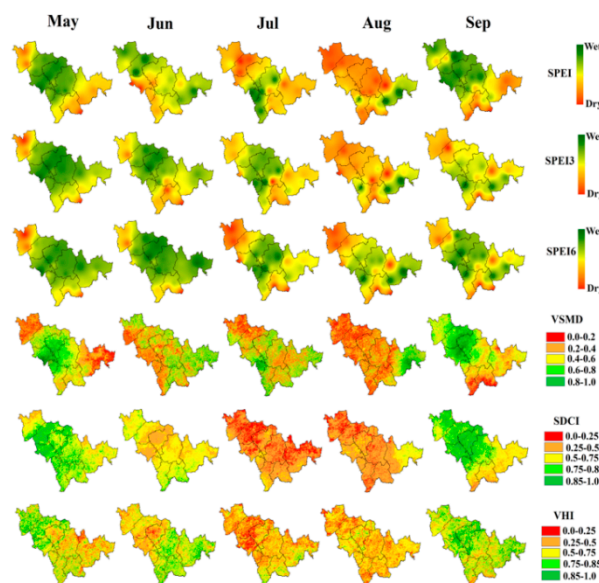 May Jun Jul Aug Sep
Wet
SPEI
Dry
Wet
SPEI3
Dry
Wet
SPEI6
Dry
VSMD
0.0-0.2
0.2-0.4
0.4-0.6
0.6-0.8
0.8-1.0
SDCI
0.0-0.25
0.25-0.5
0.5-0.75
0.75-0.8
0.85-1.0
VHI
0.0-0.25
0.25-0.5
0.5-0.75
0.75-0.85
0.85-1.0